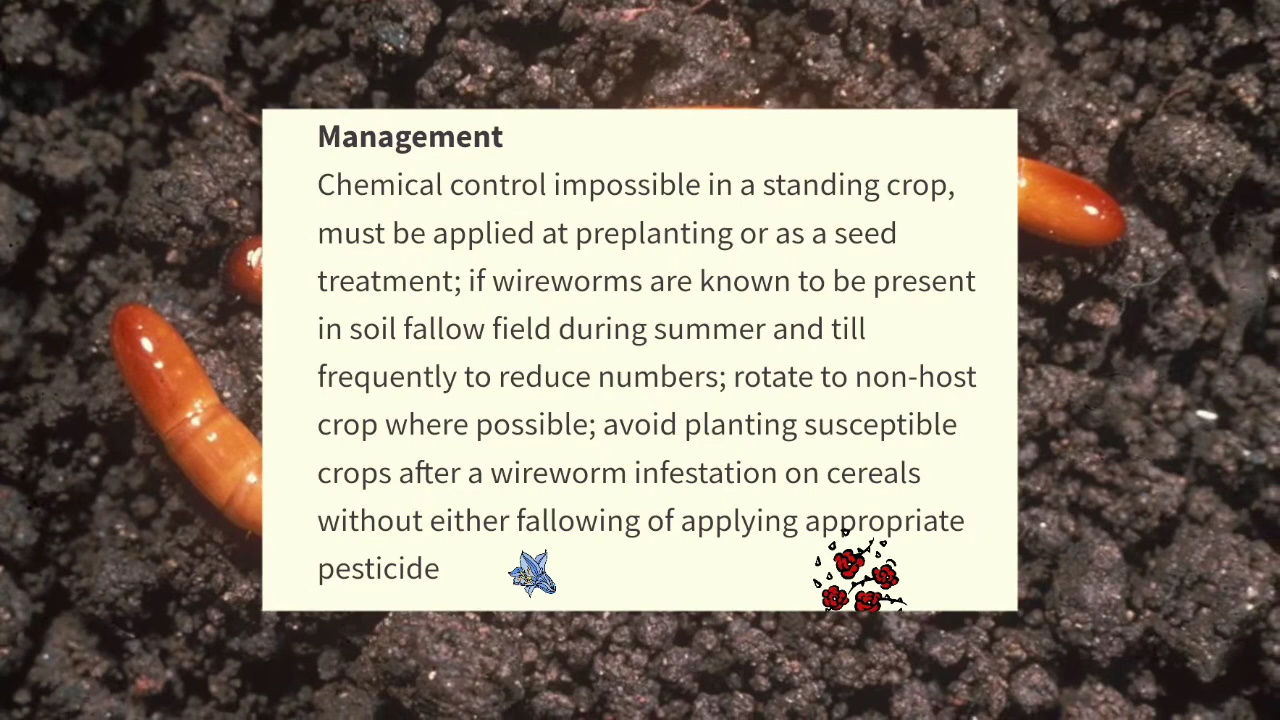 Management
Chemical control impossible in a standing crop,
must be applied at preplanting or as a seed
treatment; if wireworms are known to be present
in soil fallow field during summer and till
frequently to reduce numbers; rotate to non-host
crop where possible; avoid planting susceptible
crops after a wireworm infestation on cereals
without either fallowing of applying appropriate
pesticide